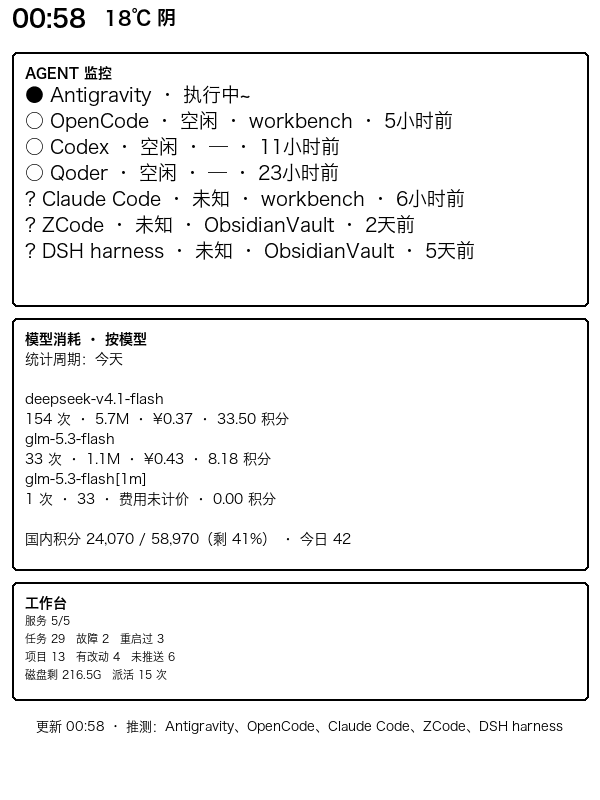 00:58 18℃ 阴
AGENT 监控
● Antigravity · 执行中~
○ OpenCode · 空闲 · workbench · 5小时前
○ Codex · 空闲 · — · 11小时前
○ Qoder · 空闲 · — · 23小时前
? Claude Code · 未知 · workbench · 6小时前
? ZCode · 未知 · ObsidianVault · 2天前
? DSH harness · 未知 · ObsidianVault · 5天前
模型消耗 · 按模型
统计周期: 今天
deepseek-v4.1-flash
154 次 · 5.7M · ¥0.37 · 33.50 积分
glm-5.3-flash
33 次 · 1.1M · ¥0.43 · 8.18 积分
glm-5.3-flash[1m]
1 次 · 33 · 费用未计价 · 0.00 积分
国内积分 24,070 / 58,970（剩 41%） · 今日 42
工作台
服务 5/5
任务 29 故障 2 重启过 3
项目 13 有改动 4 未推送 6
磁盘剩 216.5G 派活 15 次
更新 00:58 · 推测: Antigravity、OpenCode、Claude Code、ZCode、DSH harness